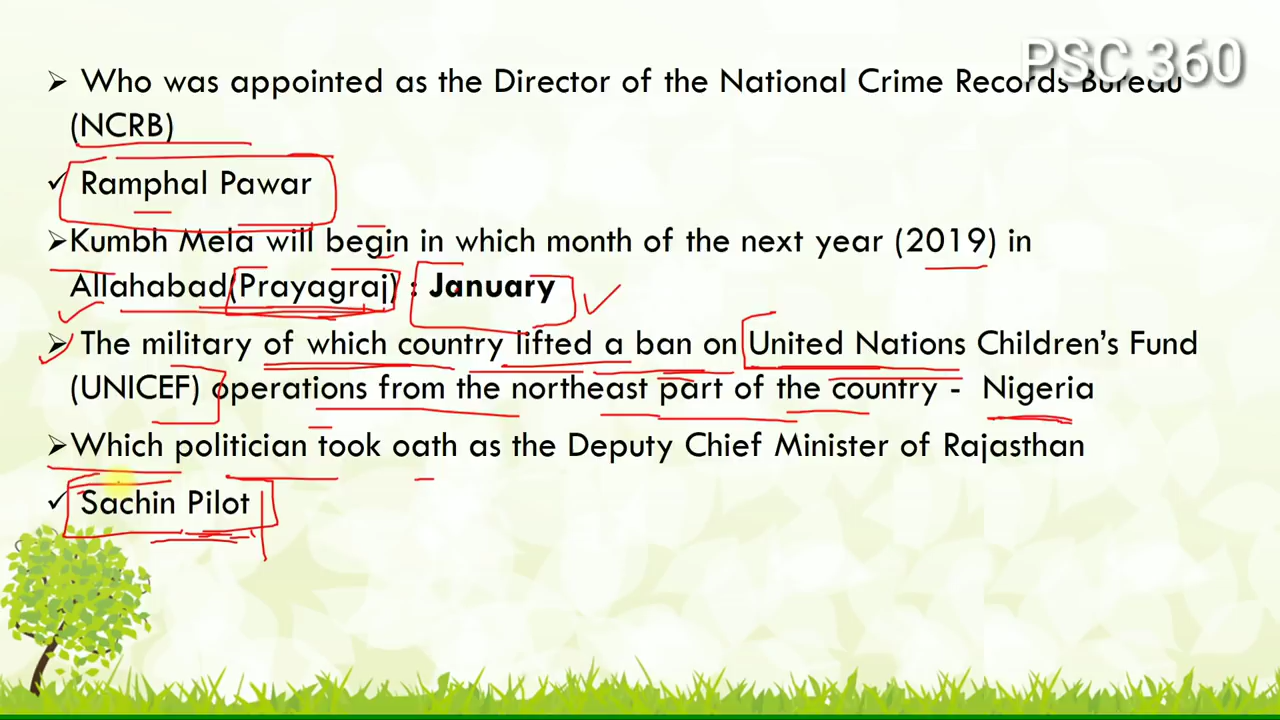 PSC 360
➢ Who was appointed as the Director of the National Crime Records Bureau
(NCRB)
✓ Ramphal Pawar
➢Kumbh Mela will begin in which month of the next year (2019) in
Allahabad(Prayagraj) : January
➢ The military of which country lifted a ban on United Nations Children's Fund
(UNICEF) operations from the northeast part of the country - Nigeria
➢Which politician took oath as the Deputy Chief Minister of Rajasthan
✓ Sachin Pilot